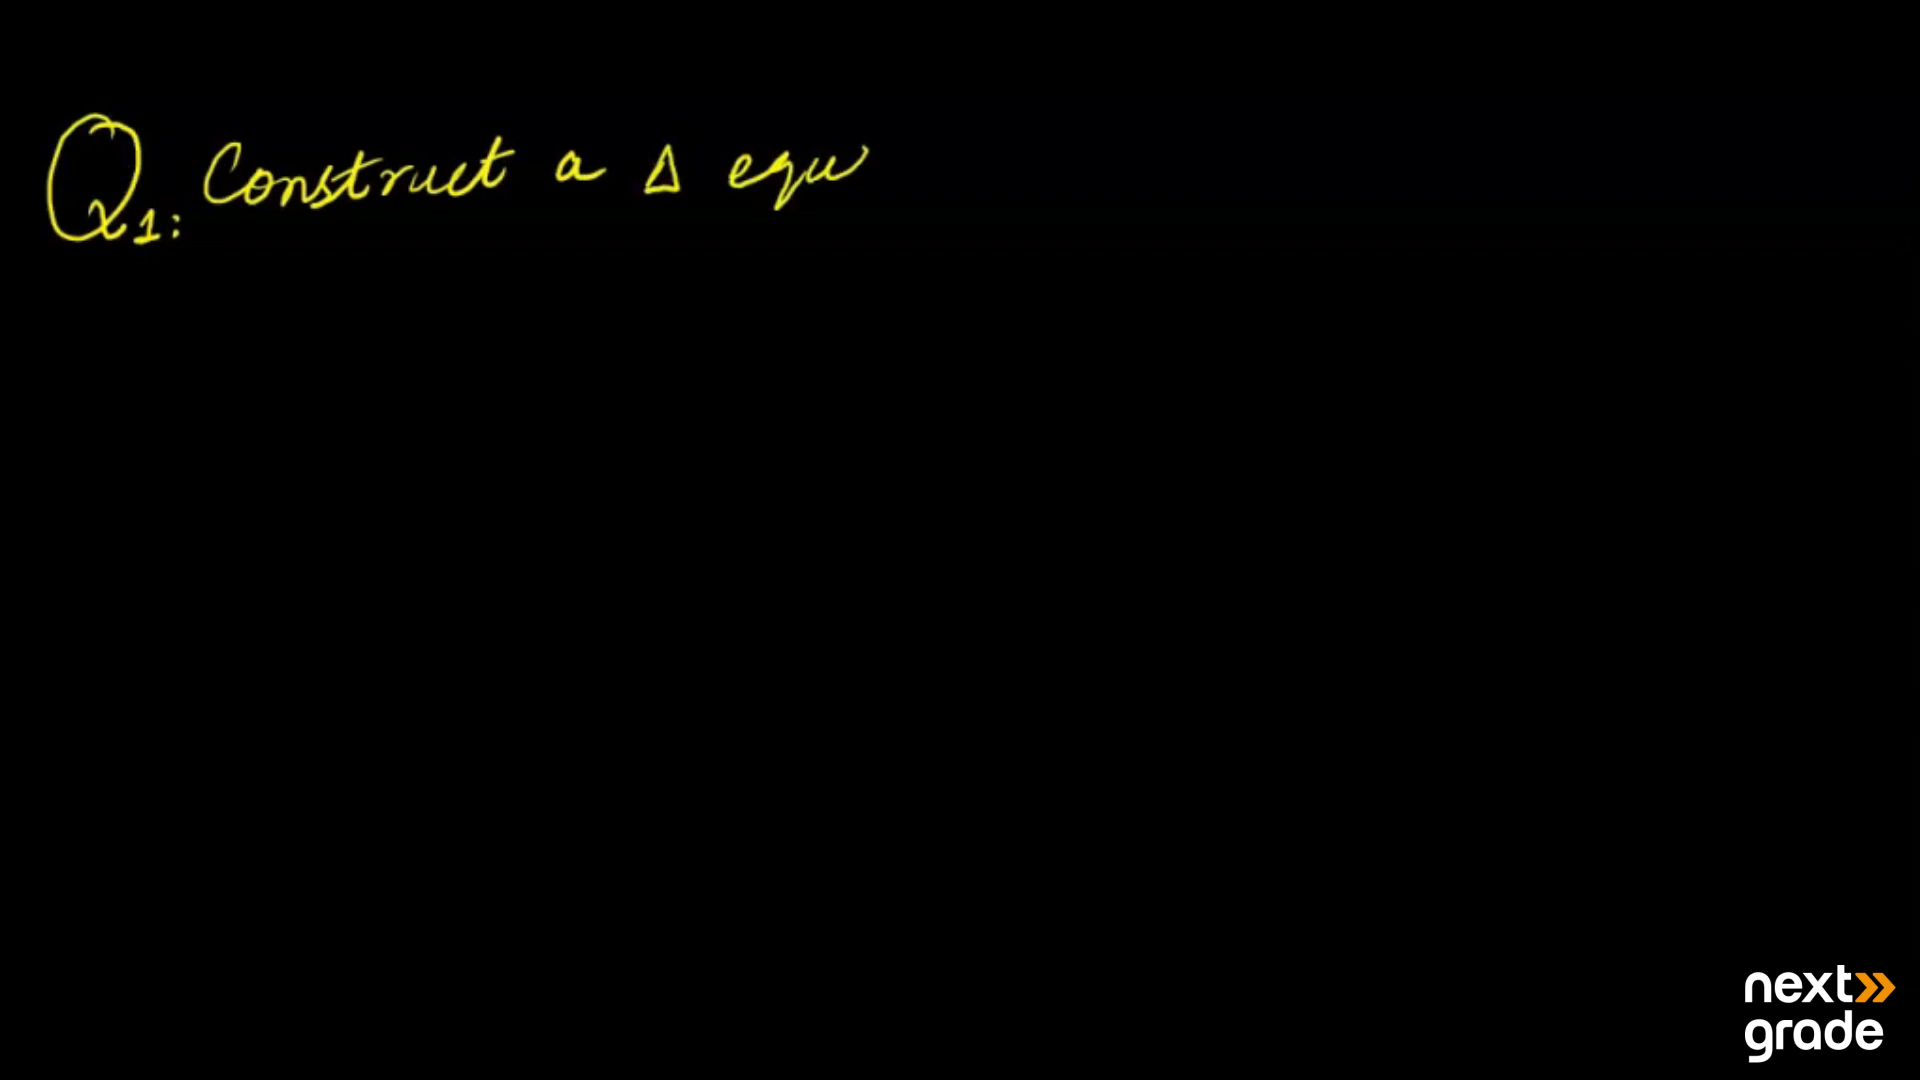 Q1: Construct a Δ equ
next
grade